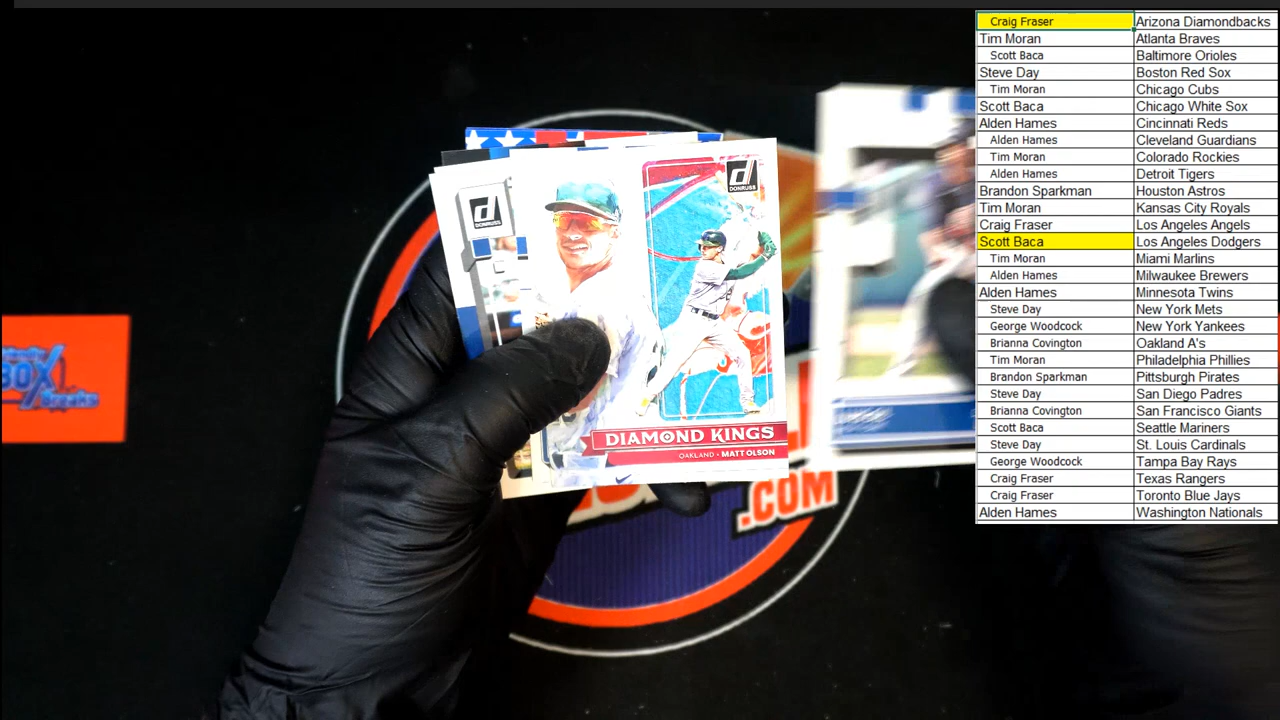 Craig Fraser Arizona Diamondbacks
Tim Moran Atlanta Braves
Scott Baca Baltimore Orioles
Steve Day Boston Red Sox
Tim Moran Chicago Cubs
Scott Baca Chicago White Sox
Alden Hames Cincinnati Reds
Alden Hames Cleveland Guardians
Tim Moran Colorado Rockies
Alden Hames Detroit Tigers
Brandon Sparkman Houston Astros
Tim Moran Kansas City Royals
Craig Fraser Los Angeles Angels
Scott Baca Los Angeles Dodgers
Tim Moran Miami Marlins
Alden Hames Milwaukee Brewers
Alden Hames Minnesota Twins
Steve Day New York Mets
George Woodcock New York Yankees
Brianna Covington Oakland A's
Tim Moran Philadelphia Phillies
Brandon Sparkman Pittsburgh Pirates
Steve Day San Diego Padres
Brianna Covington San Francisco Giants
Scott Baca Seattle Mariners
Steve Day St. Louis Cardinals
George Woodcock Tampa Bay Rays
Craig Fraser Texas Rangers
Craig Fraser Toronto Blue Jays
Alden Hames Washington Nationals
d
DONRUSS
d
DONRUSS
DIAMOND KINGS
OAKLAND • MATT OLSON
BOX
Breaks
.COM